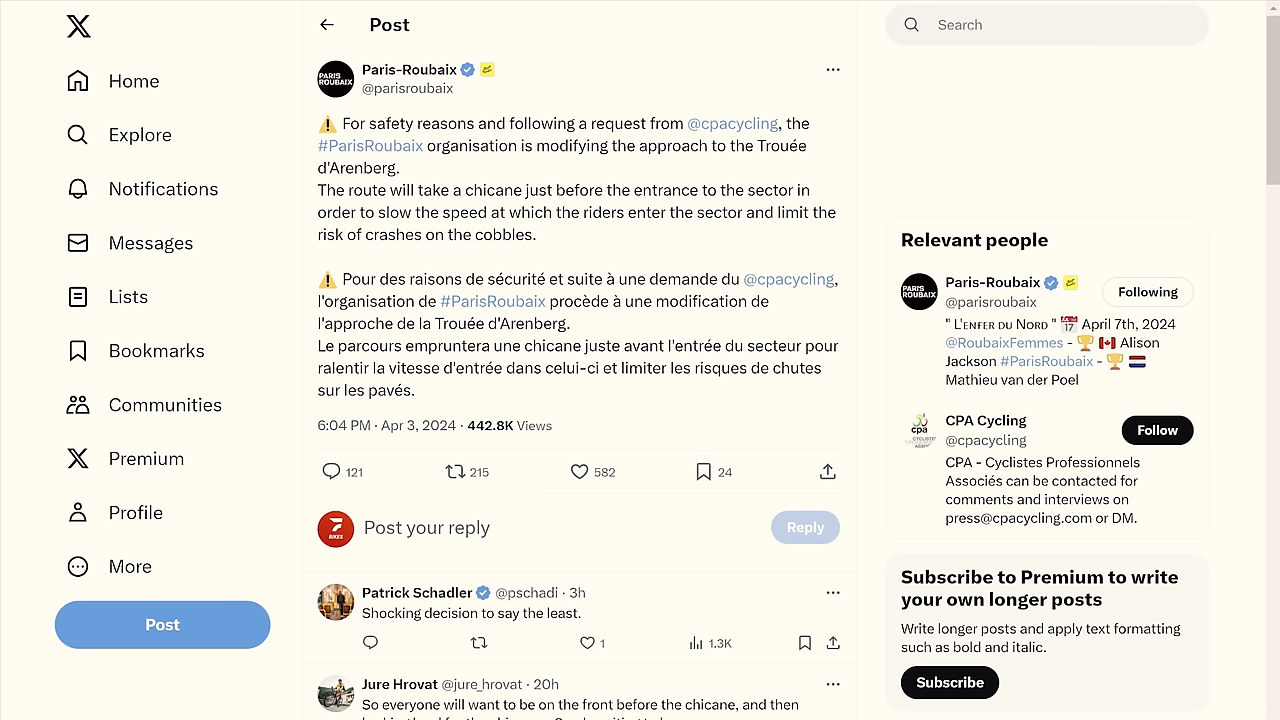 Post
Search
Home
Explore
Notifications
Messages
Lists
Bookmarks
Communities
Premium
Profile
More
Post
PARIS ROUBAIX
Paris-Roubaix
@parisroubaix
⚠️ For safety reasons and following a request from @cpacycling, the
#ParisRoubaix organisation is modifying the approach to the Trouée
d'Arenberg.
The route will take a chicane just before the entrance to the sector in
order to slow the speed at which the riders enter the sector and limit the
risk of crashes on the cobbles.
⚠️ Pour des raisons de sécurité et suite à une demande du @cpacycling,
l'organisation de #ParisRoubaix procède à une modification de
l'approche de la Trouée d'Arenberg.
Le parcours empruntera une chicane juste avant l'entrée du secteur pour
ralentir la vitesse d'entrée dans celui-ci et limiter les risques de chutes
sur les pavés.
6:04 PM · Apr 3, 2024 · 442.8K Views
121 215 582 24
BIKES
Post your reply
Reply
Patrick Schadler @pschadi · 3h
Shocking decision to say the least.
1 1.3K
Jure Hrovat @jure_hrovat · 20h
So everyone will want to be on the front before the chicane, and then
Relevant people
PARIS ROUBAIX
Paris-Roubaix
@parisroubaix
Following
" L'ENFER DU NORD " 📅 April 7th, 2024
@RoubaixFemmes - 🏆 🇨🇦 Alison
Jackson #ParisRoubaix - 🏆 🇳🇱
Mathieu van der Poel
cpa
CPA Cycling
@cpacycling
Follow
CPA - Cyclistes Professionnels
Associés can be contacted for
comments and interviews on
press@cpacycling.com or DM.
Subscribe to Premium to write
your own longer posts
Write longer posts and apply text formatting
such as bold and italic.
Subscribe